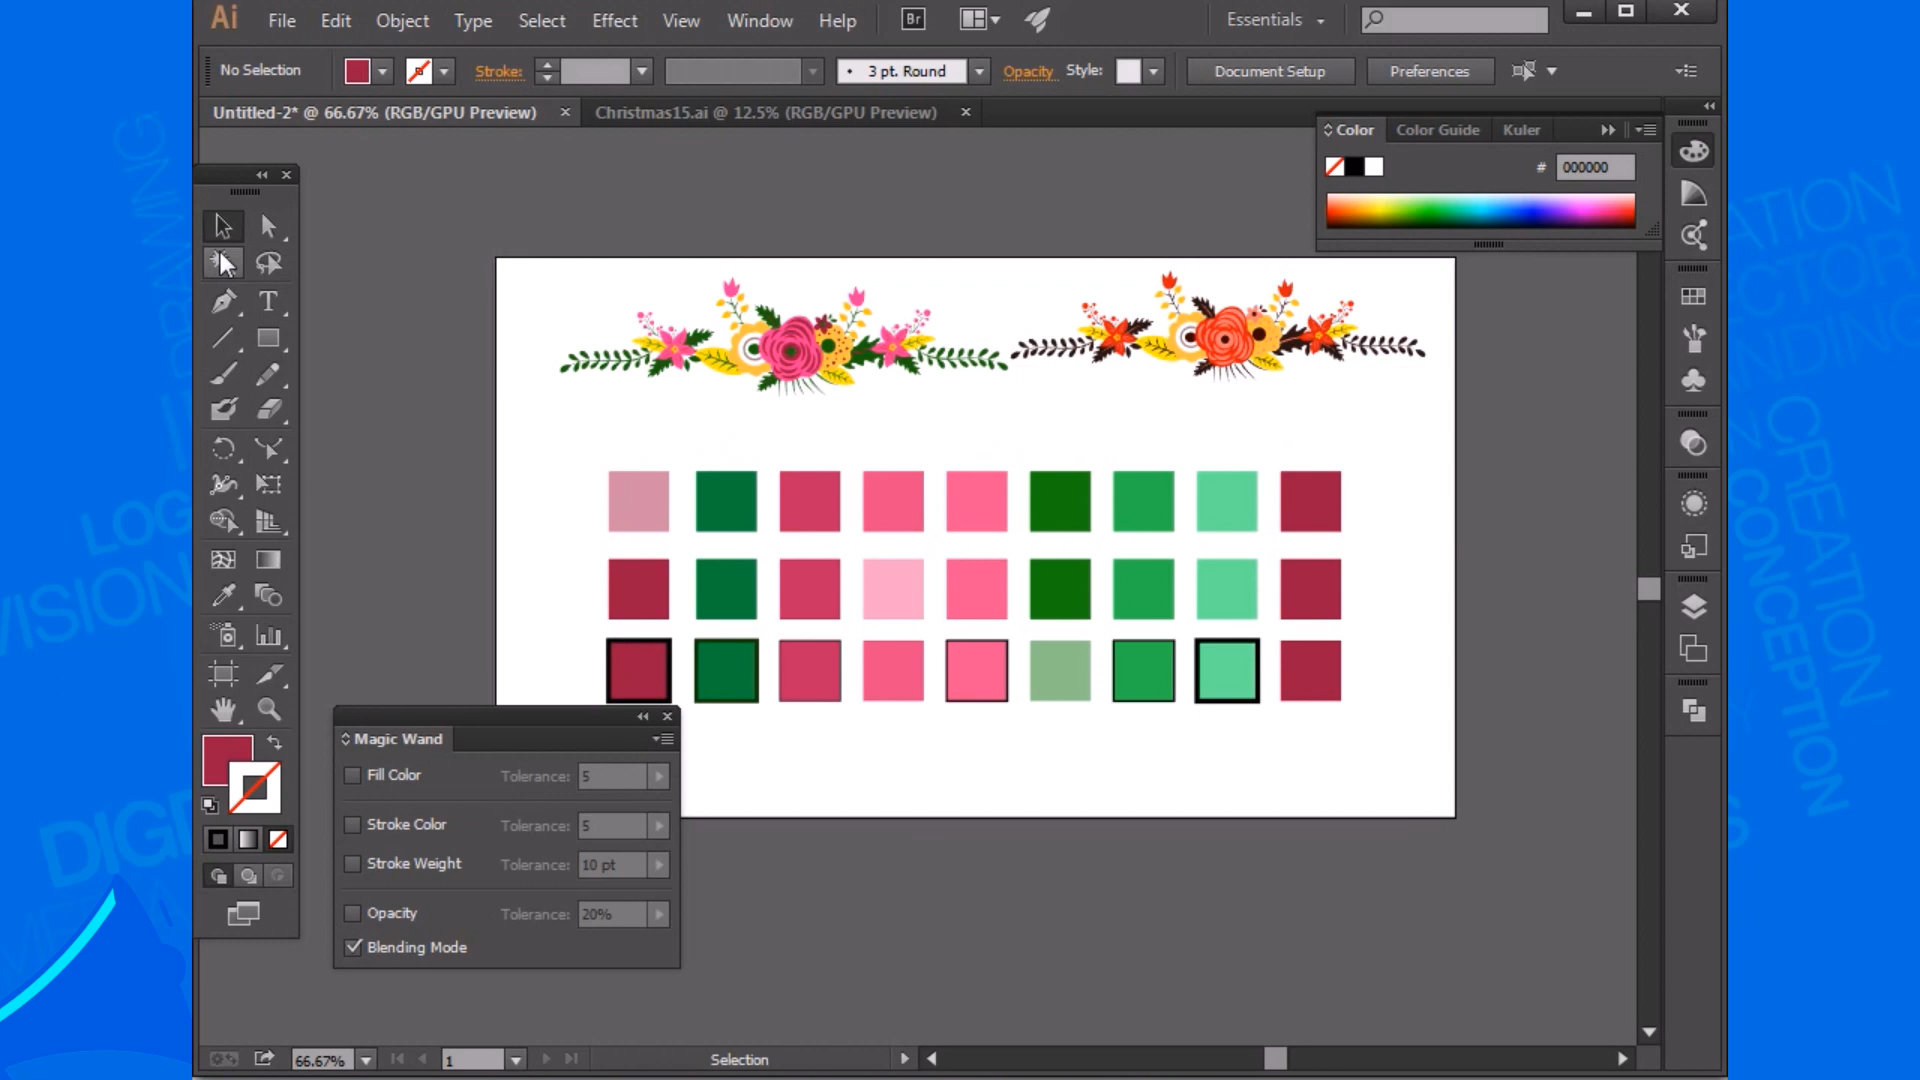 Ai File Edit Object Type Select Effect View Window Help Br Essentials
No Selection Stroke: • 3 pt. Round Opacity Style: Document Setup Preferences
Untitled-2* @ 66.67% (RGB/GPU Preview) × Christmas15.ai @ 12.5% (RGB/GPU Preview) ×
Color Color Guide Kuler
# 000000
T
Magic Wand
Fill Color Tolerance: 5
Stroke Color Tolerance: 5
Stroke Weight Tolerance: 10 pt
Opacity Tolerance: 20%
Blending Mode
66.67% 1 Selection
CREATION
CONCEPTION
VISION